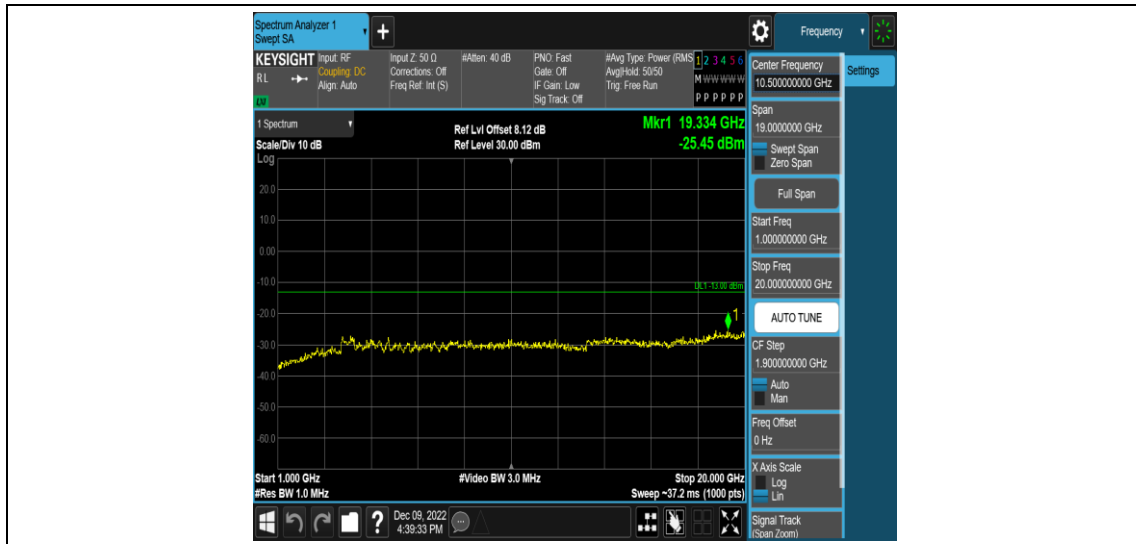 Spectrum Analyzer 1
Swept SA
Frequency
KEYSIGHT
RL
LXI
Input: RF
Coupling: DC
Align: Auto
Input Z: 50 Ω
Corrections: Off
Freq Ref: Int (S)
#Atten: 40 dB
PNO: Fast
Gate: Off
IF Gain: Low
Sig Track: Off
#Avg Type: Power (RMS
Avg|Hold: 50/50
Trig: Free Run
1 2 3 4 5 6
M W W W W W
P P P P P P
1 Spectrum
Scale/Div 10 dB
Log
Ref Lvl Offset 8.12 dB
Ref Level 30.00 dBm
Mkr1 19.334 GHz
-25.45 dBm
20.0
10.0
0.00
-10.0
-20.0
-30.0
-40.0
-50.0
-60.0
DL1 -13.00 dBm
1
Start 1.000 GHz
#Res BW 1.0 MHz
#Video BW 3.0 MHz
Stop 20.000 GHz
Sweep ~37.2 ms (1000 pts)
?
Dec 09, 2022
4:39:33 PM
Center Frequency
10.500000000 GHz
Span
19.0000000 GHz
Swept Span
Zero Span
Full Span
Start Freq
1.000000000 GHz
Stop Freq
20.000000000 GHz
AUTO TUNE
CF Step
1.900000000 GHz
Auto
Man
Freq Offset
0 Hz
X Axis Scale
Log
Lin
Signal Track
(Span Zoom)
Settings